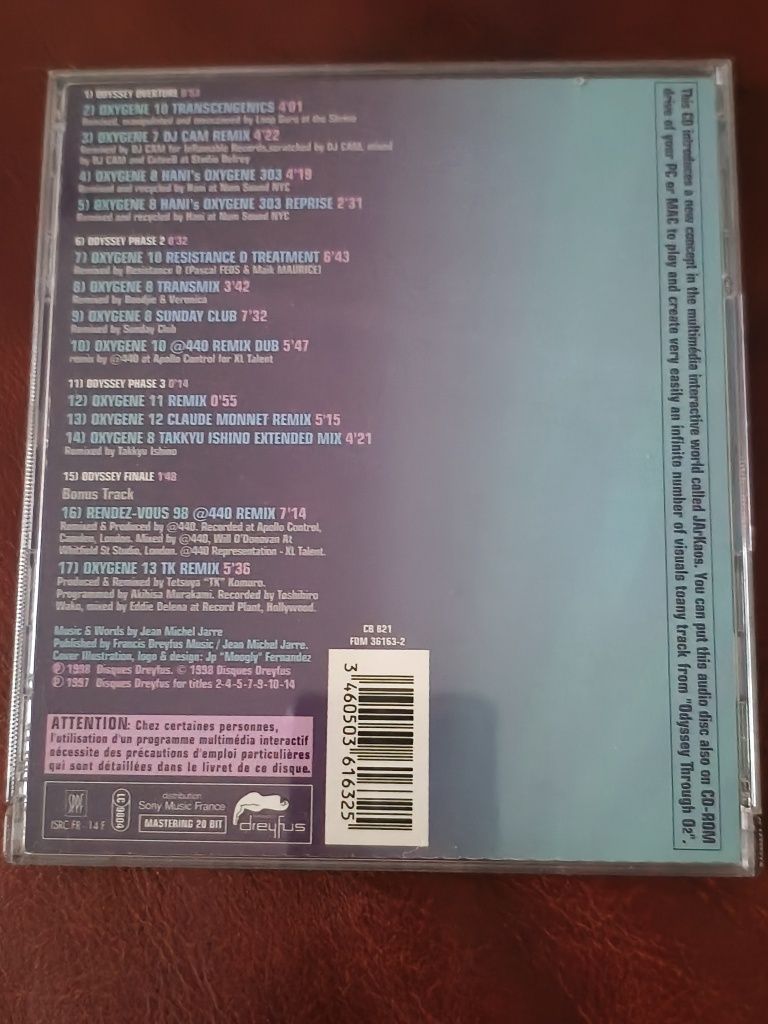 1) ODYSSEY OVERTURE 0'53
2) OXYGENE 10 TRANSCENGENICS 4'01
Remixed, manipulated and resequenced by Loop Guru at the Shrine
3) OXYGENE 7 DJ CAM REMIX 4'22
Remixed by DJ CAM for Inflamable Records, scratched by DJ CAM, mixed
by DJ CAM and Catwell at Studio Delrey
4) OXYGENE 8 HANI's OXYGENE 303 4'19
Remixed and recycled by Hani at Num Sound NYC
5) OXYGENE 8 HANI's OXYGENE 303 REPRISE 2'31
Remixed and recycled by Hani at Num Sound NYC
6) ODYSSEY PHASE 2 0'32
7) OXYGENE 10 RESISTANCE D TREATMENT 6'43
Remixed by Resistance D (Pascal FEOS & Maik MAURICE)
8) OXYGENE 8 TRANSMIX 3'42
Remixed by Boodjie & Veronica
9) OXYGENE 8 SUNDAY CLUB 7'32
Remixed by Sunday Club
10) OXYGENE 10 @440 REMIX DUB 5'47
remix by @440 at Apollo Control for XL Talent
11) ODYSSEY PHASE 3 0'14
12) OXYGENE 11 REMIX 0'55
13) OXYGENE 12 CLAUDE MONNET REMIX 5'15
14) OXYGENE 8 TAKKYU ISHINO EXTENDED MIX 4'21
Remixed by Takkyu Ishino
15) ODYSSEY FINALE 1'48
Bonus Track
16) RENDEZ-VOUS 98 @440 REMIX 7'14
Remixed & Produced by @440. Recorded at Apollo Control,
Camden, London. Mixed by @440, Will O'Donovan At
Whitfield St Studio, London. @440 Representation - XL Talent.
17) OXYGENE 13 TK REMIX 5'36
Produced & Remixed by Tetsuya "TK" Komuro.
Programmed by Akihisa Murakami. Recorded by Toshihiro
Wako, mixed by Eddie Delena at Record Plant, Hollywood.
Music & Words by Jean Michel Jarre
Published by Francis Dreyfus Music / Jean Michel Jarre.
Cover Illustration, logo & design: Jp "Moogly" Fernandez
℗ 1998 Disques Dreyfus. © 1998 Disques Dreyfus
℗ 1997 Disques Dreyfus for titles 2-4-5-7-9-10-14
CB 821
FDM 36163-2
3 460503 616325
ATTENTION: Chez certaines personnes,
l'utilisation d'un programme multimédia interactif
nécessite des précautions d'emploi particulières
qui sont détaillées dans le livret de ce disque.
SPPF
ISRC FR - 14 F
LC 9804
distribution
Sony Music France
MASTERING 20 BIT
dreyfus
This CD introduces a new concept in the multimédia interactive world called JArKaos. You can put this audio disc also on CD-ROM
drive of your PC or MAC to play and create very easily an infinite number of visuals toany track from "Odyssey Through O2".